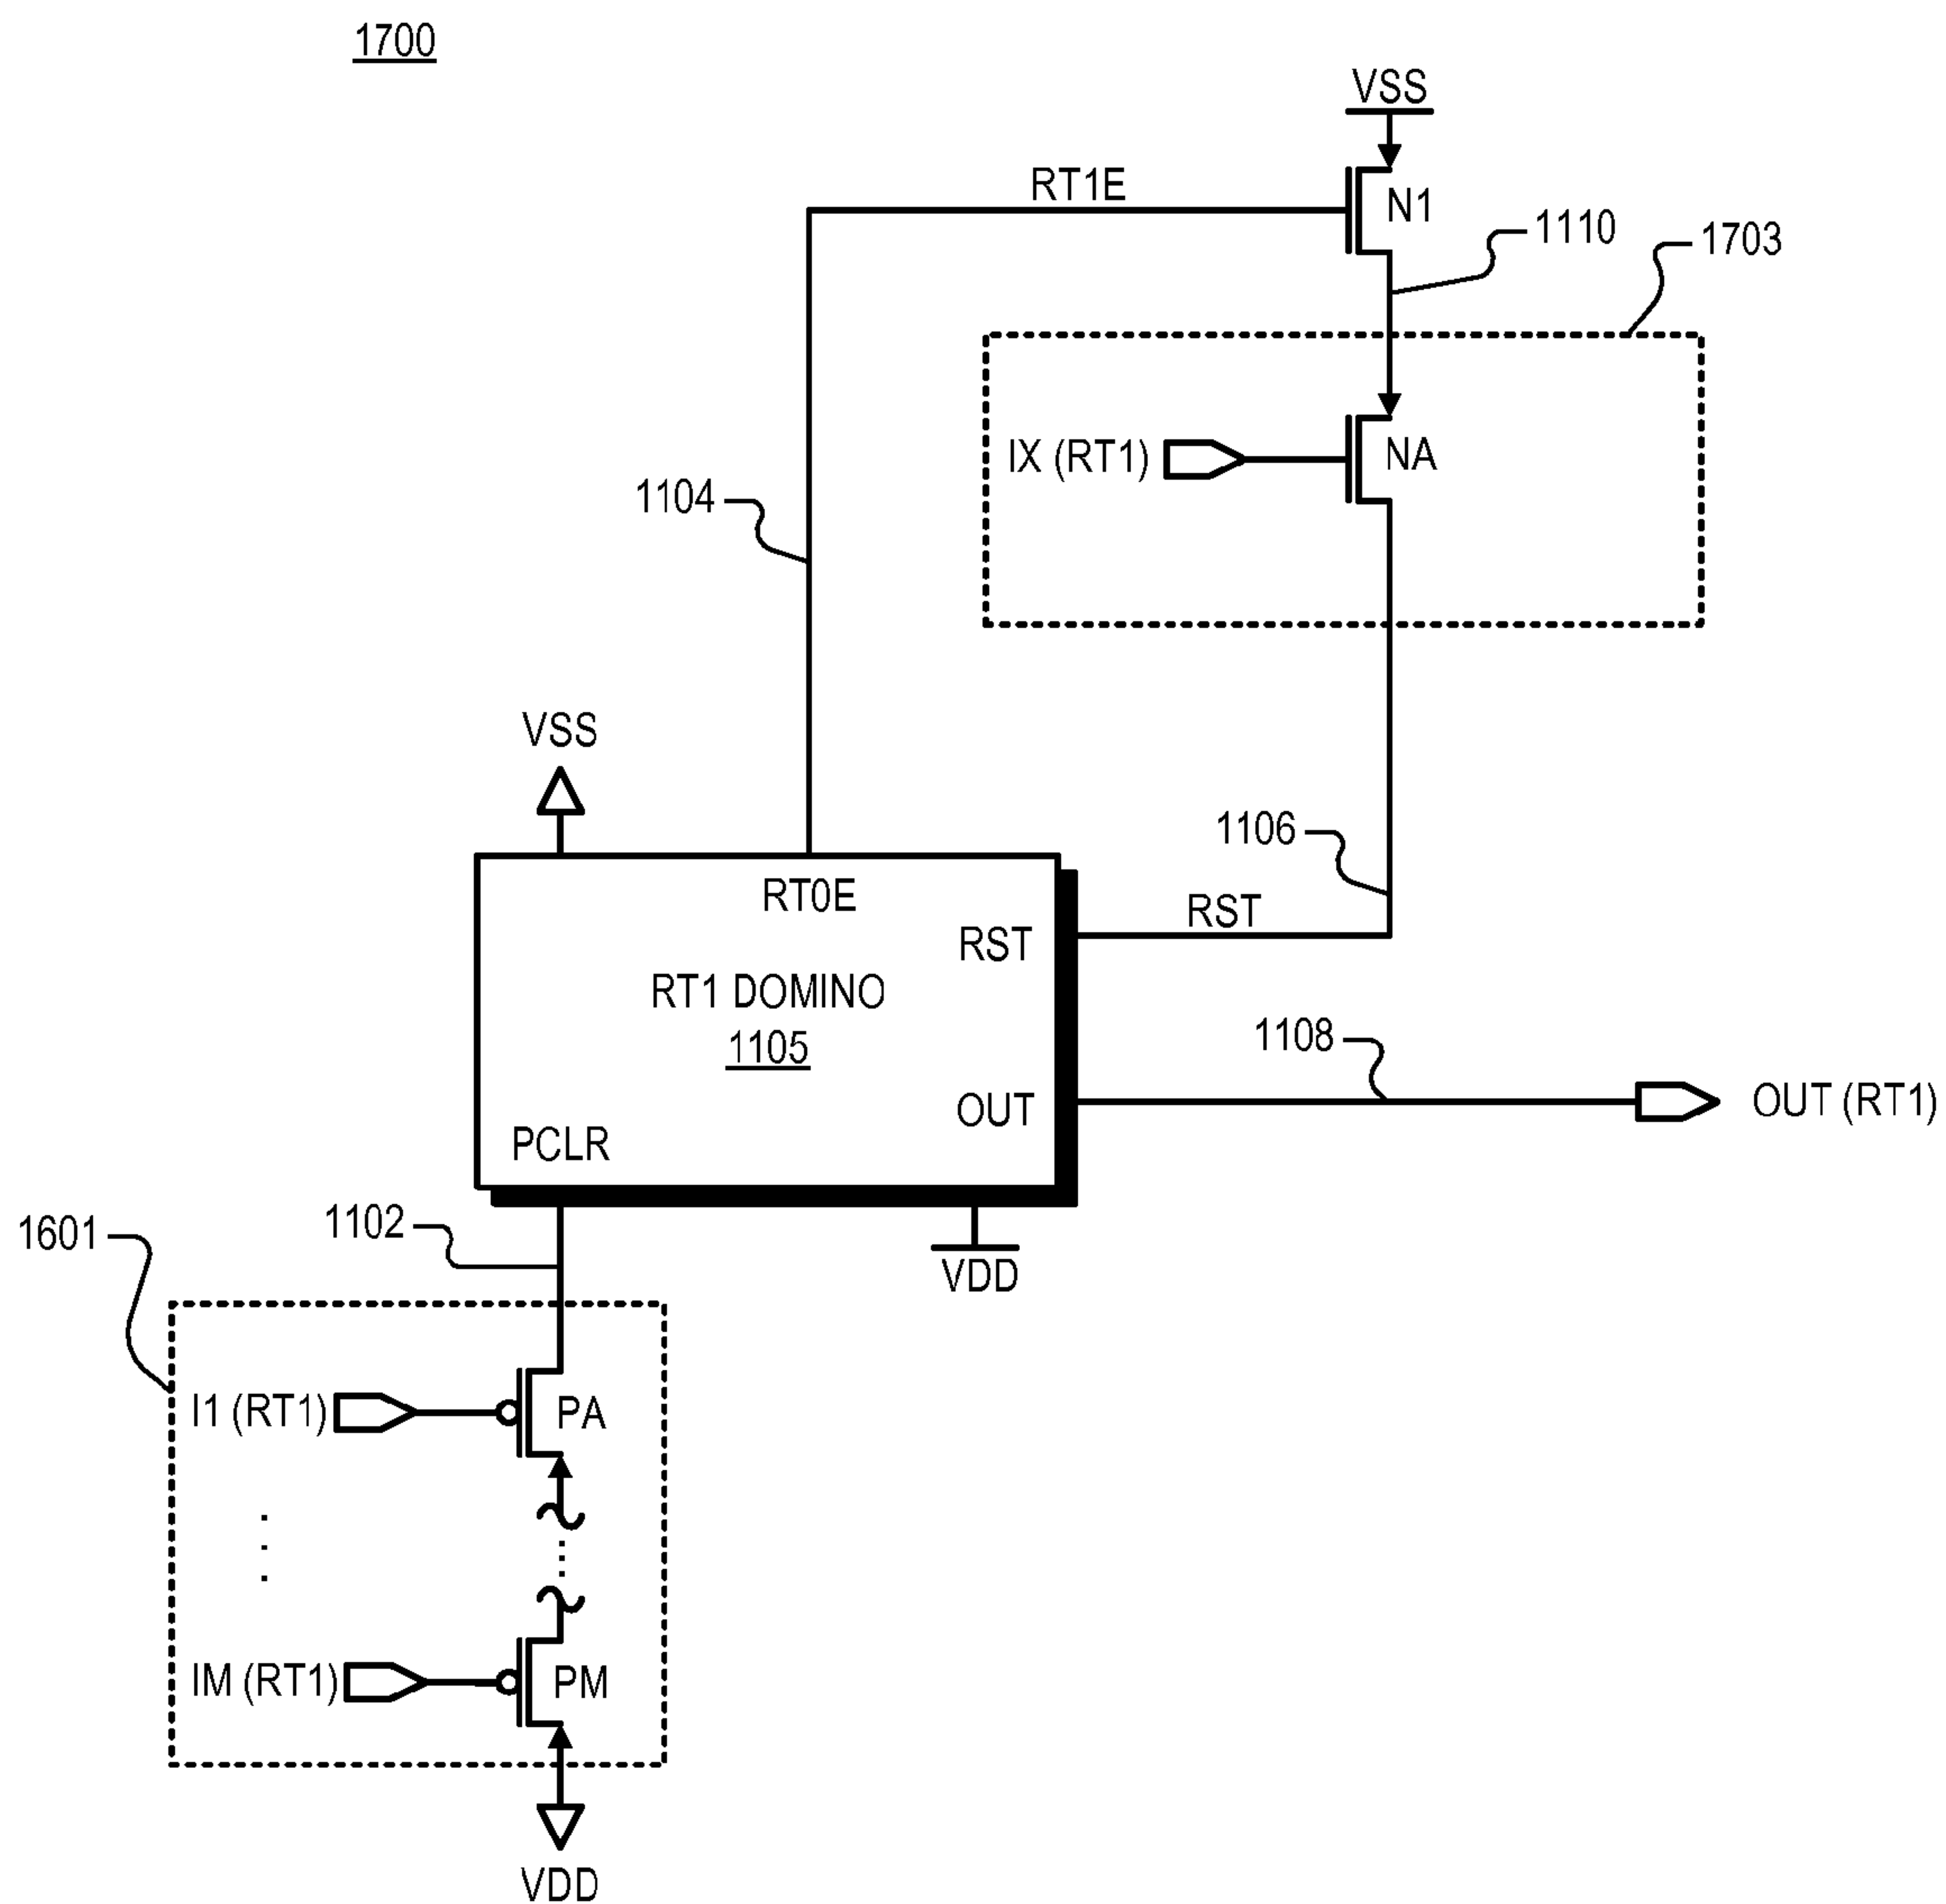 1700
VSS
RT1E
N1
1110
1703
IX (RT1)
NA
1104
VSS
1106
RT0E
RST
RST
RT1 DOMINO
1105
1108
OUT
OUT (RT1)
PCLR
1601
1102
VDD
I1 (RT1)
PA
IM (RT1)
PM
VDD